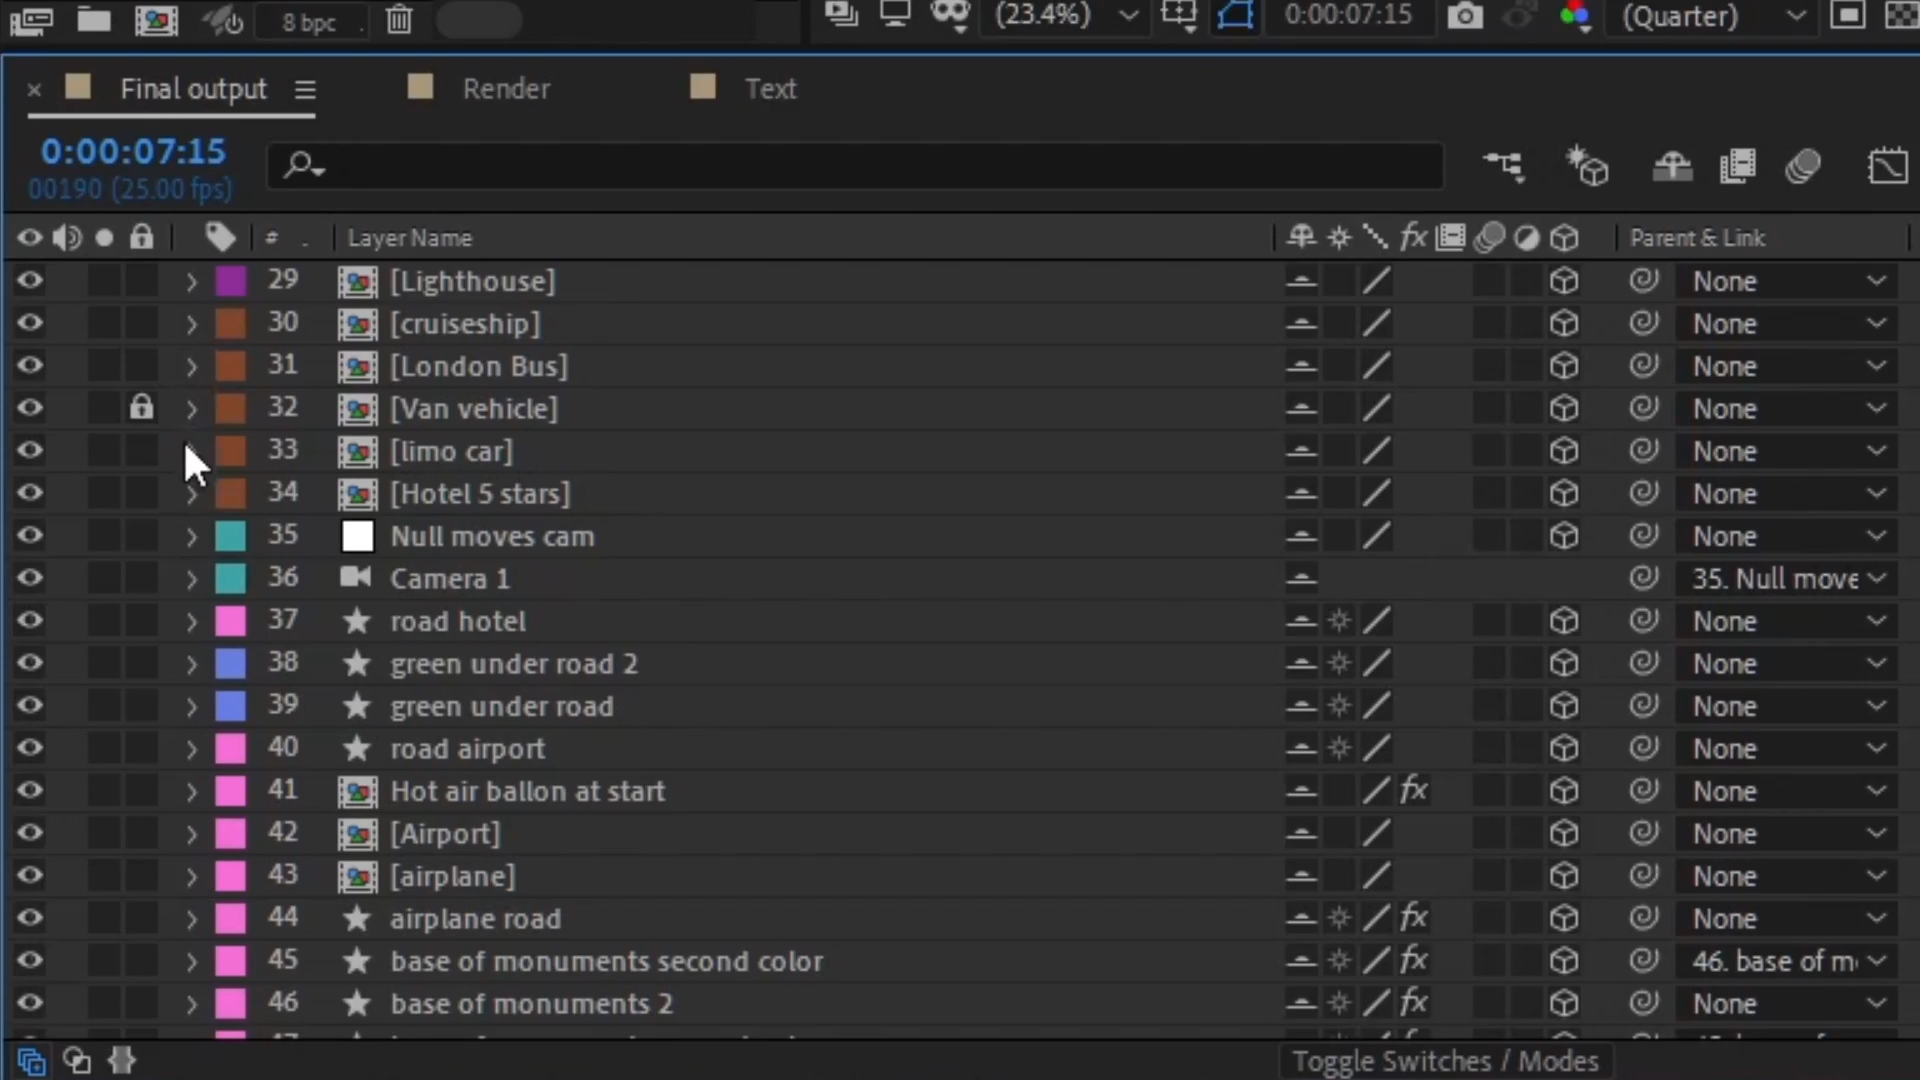 8 bpc (23.4%) 0:00:07:15 (Quarter)
Final output Render Text
0:00:07:15
00190 (25.00 fps)
# . Layer Name fx Parent & Link
29 [Lighthouse] None
30 [cruiseship] None
31 [London Bus] None
32 [Van vehicle] None
33 [limo car] None
34 [Hotel 5 stars] None
35 Null moves cam None
36 Camera 1 35. Null move
37 road hotel None
38 green under road 2 None
39 green under road None
40 road airport None
41 Hot air ballon at start fx None
42 [Airport] None
43 [airplane] None
44 airplane road fx None
45 base of monuments second color fx 46. base of m
46 base of monuments 2 fx None
Toggle Switches / Modes